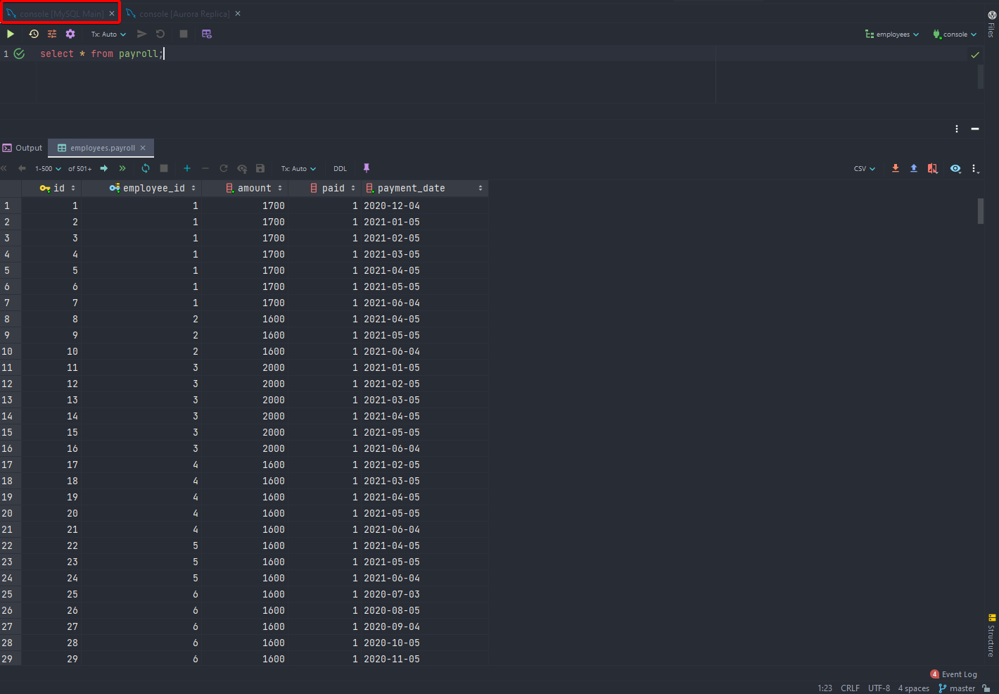 console [MySQL Main] console [Aurora Replica]
Tx: Auto employees console
1 select * from payroll;
Output employees.payroll
1-500 of 501+ Tx: Auto DDL CSV
id employee_id amount paid payment_date
1 1 1 1700 1 2020-12-04
2 2 1 1700 1 2021-01-05
3 3 1 1700 1 2021-02-05
4 4 1 1700 1 2021-03-05
5 5 1 1700 1 2021-04-05
6 6 1 1700 1 2021-05-05
7 7 1 1700 1 2021-06-04
8 8 2 1600 1 2021-04-05
9 9 2 1600 1 2021-05-05
10 10 2 1600 1 2021-06-04
11 11 3 2000 1 2021-01-05
12 12 3 2000 1 2021-02-05
13 13 3 2000 1 2021-03-05
14 14 3 2000 1 2021-04-05
15 15 3 2000 1 2021-05-05
16 16 3 2000 1 2021-06-04
17 17 4 1600 1 2021-02-05
18 18 4 1600 1 2021-03-05
19 19 4 1600 1 2021-04-05
20 20 4 1600 1 2021-05-05
21 21 4 1600 1 2021-06-04
22 22 5 1600 1 2021-04-05
23 23 5 1600 1 2021-05-05
24 24 5 1600 1 2021-06-04
25 25 6 1600 1 2020-07-03
26 26 6 1600 1 2020-08-05
27 27 6 1600 1 2020-09-04
28 28 6 1600 1 2020-10-05
29 29 6 1600 1 2020-11-05
Files
Structure
4 Event Log
1:23 CRLF UTF-8 4 spaces master